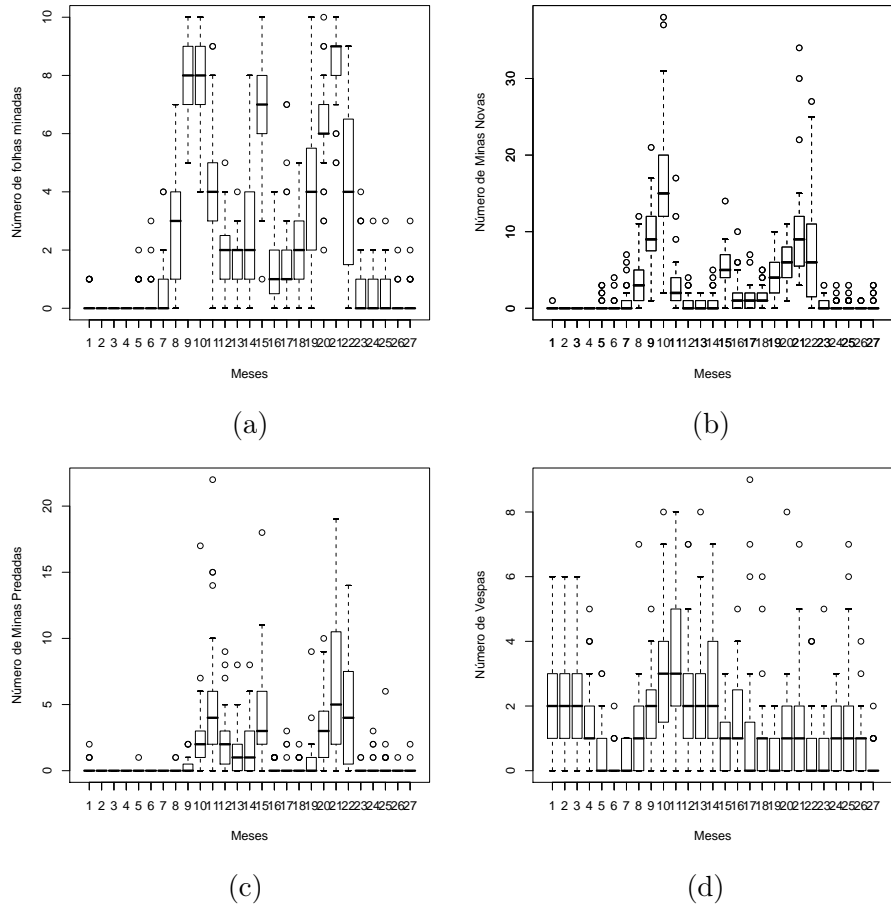 10
8
6
4
2
0
Número de folhas minadas
1 2 3 4 5 6 7 8 9 10 11 12 13 14 15 16 17 18 19 20 21 22 23 24 25 26 27
Meses
(a)
30
20
10
0
Número de Minas Novas
1 2 3 4 5 6 7 8 9 10 11 12 13 14 15 16 17 18 19 20 21 22 23 24 25 26 27
Meses
(b)
20
15
10
5
0
Número de Minas Predadas
1 2 3 4 5 6 7 8 9 10 11 12 13 14 15 16 17 18 19 20 21 22 23 24 25 26 27
Meses
(c)
8
6
4
2
0
Número de Vespas
1 2 3 4 5 6 7 8 9 10 11 12 13 14 15 16 17 18 19 20 21 22 23 24 25 26 27
Meses
(d)